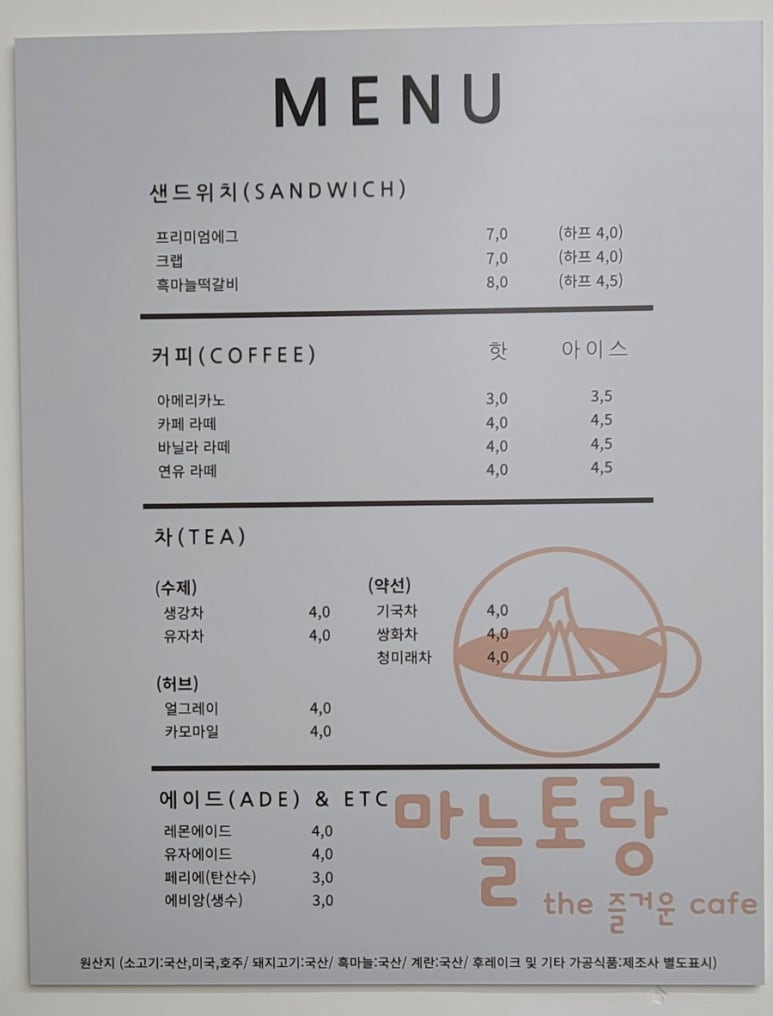 MENU
샌드위치(SANDWICH)
프리미엄에그 7,0 (하프 4,0)
크랩 7,0 (하프 4,0)
흑마늘떡갈비 8,0 (하프 4,5)
커피(COFFEE) 핫 아이스
아메리카노 3,0 3,5
카페 라떼 4,0 4,5
바닐라 라떼 4,0 4,5
연유 라떼 4,0 4,5
차(TEA)
(수제)
생강차 4,0
유자차 4,0
(약선)
기국차 4,0
쌍화차 4,0
청미래차 4,0
(허브)
얼그레이 4,0
카모마일 4,0
에이드(ADE) & ETC
레몬에이드 4,0
유자에이드 4,0
페리에(탄산수) 3,0
에비앙(생수) 3,0
마늘토랑
the 즐거운 cafe
원산지 (소고기:국산,미국,호주/ 돼지고기:국산/ 흑마늘:국산/ 계란:국산/ 후레이크 및 기타 가공식품:제조사 별도표시)